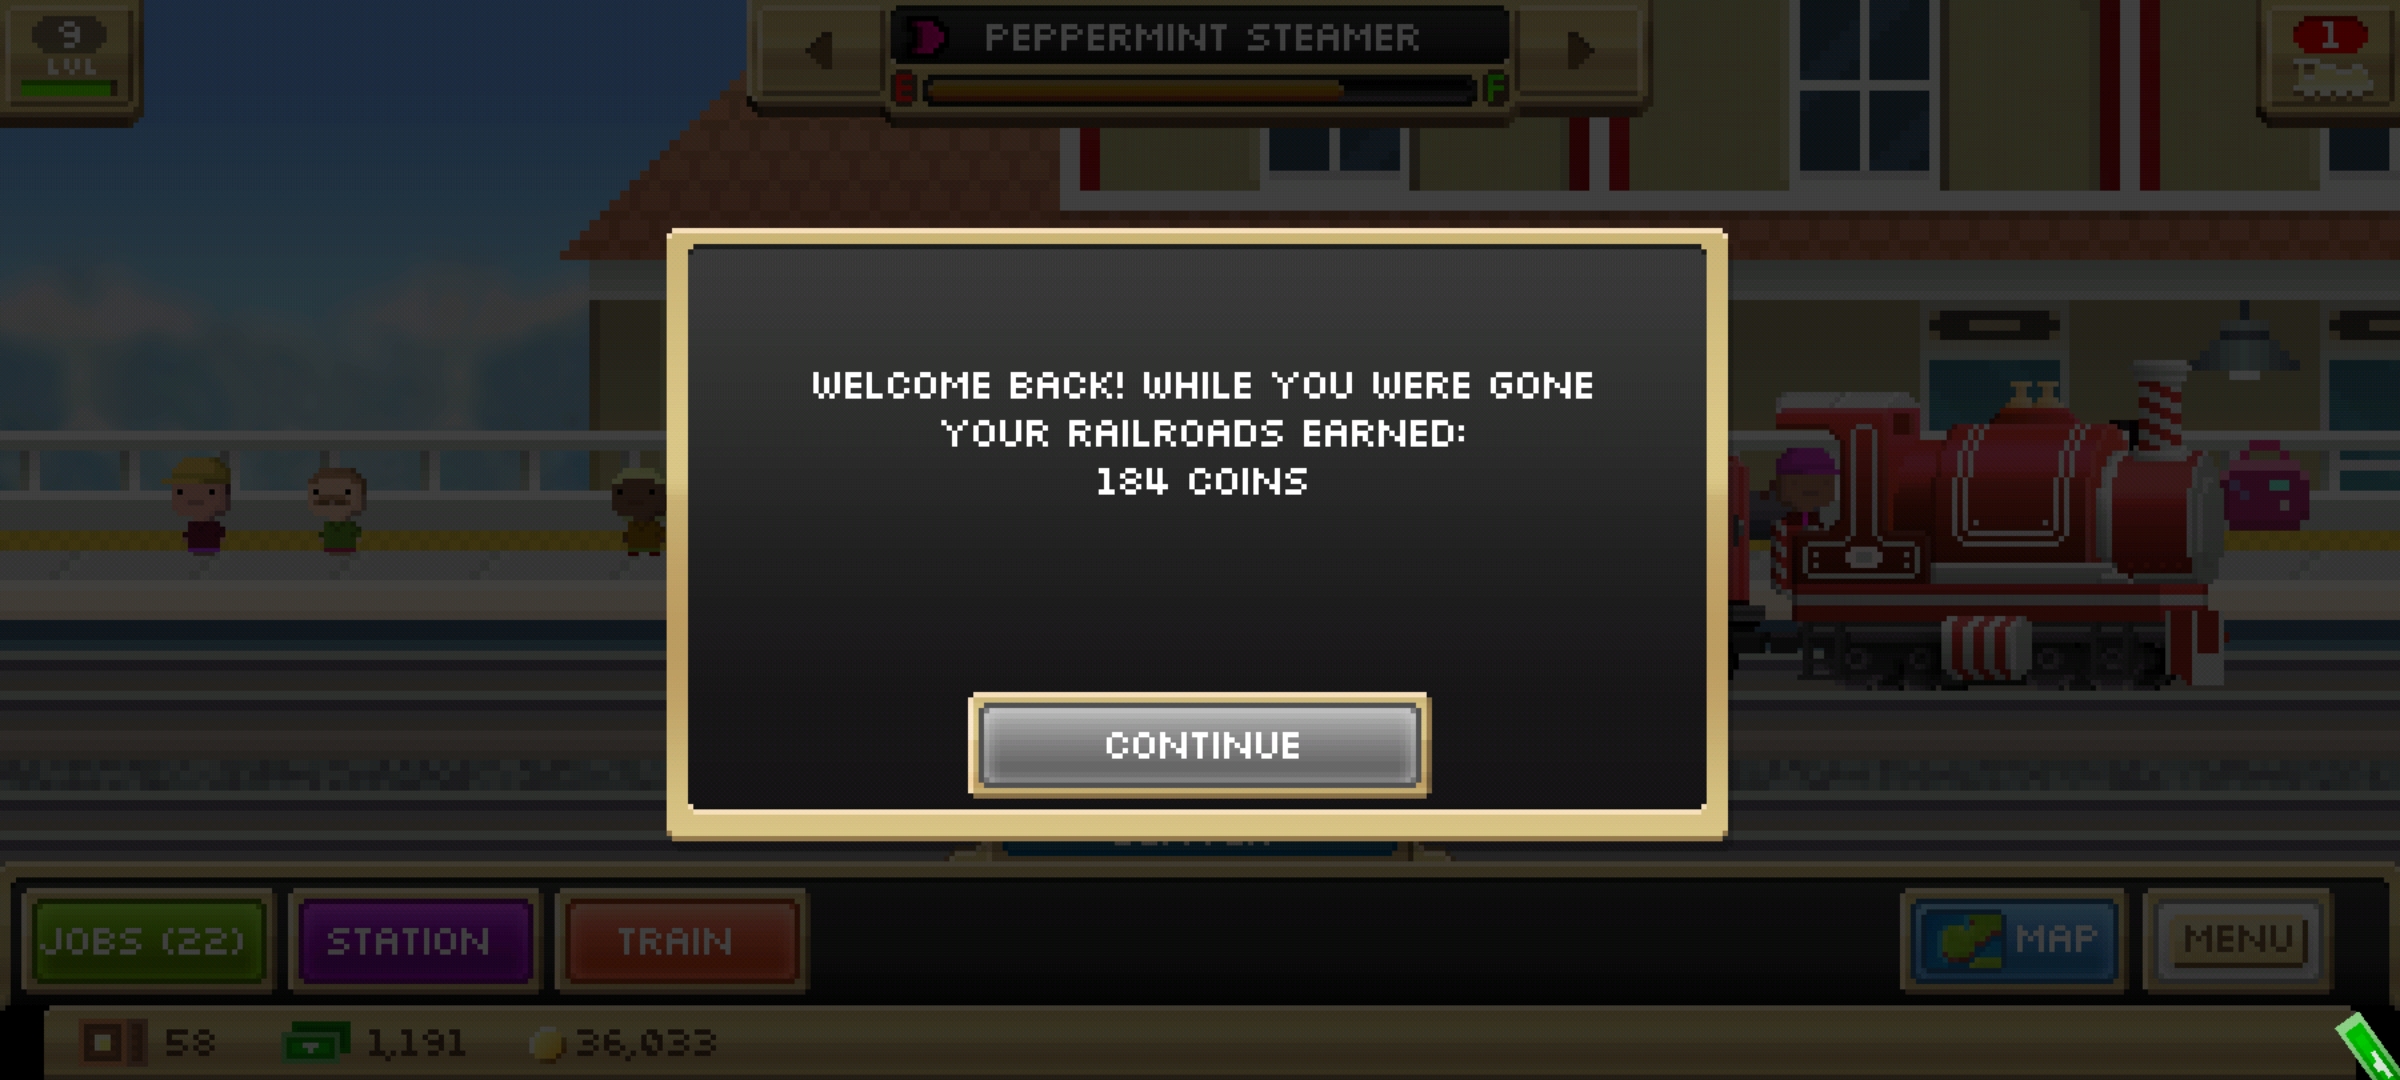 9
LVL
PEPPERMINT STEAMER
E
F
1
WELCOME BACK! WHILE YOU WERE GONE
YOUR RAILROADS EARNED:
184 COINS
CONTINUE
JOBS (22)
STATION
TRAIN
MAP
MENU
58
1,191
36,033